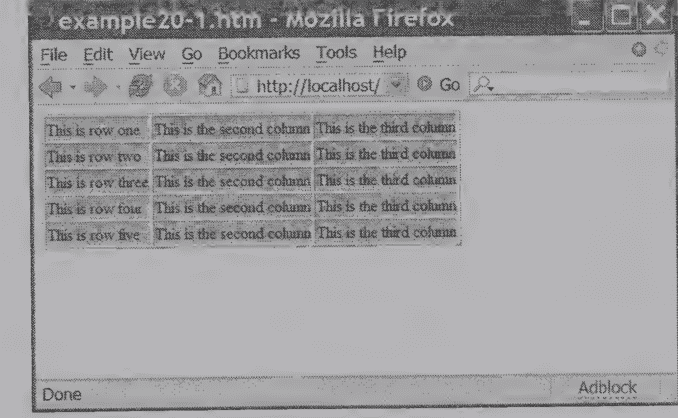 example20-1.htm - Mozilla Firefox
File Edit View Go Bookmarks Tools Help
http://localhost/ Go
This is row one This is the second column This is the third column
This is row two This is the second column This is the third column
This is row three This is the second column This is the third column
This is row four This is the second column This is the third column
This is row five This is the second column This is the third column
Done Adblock